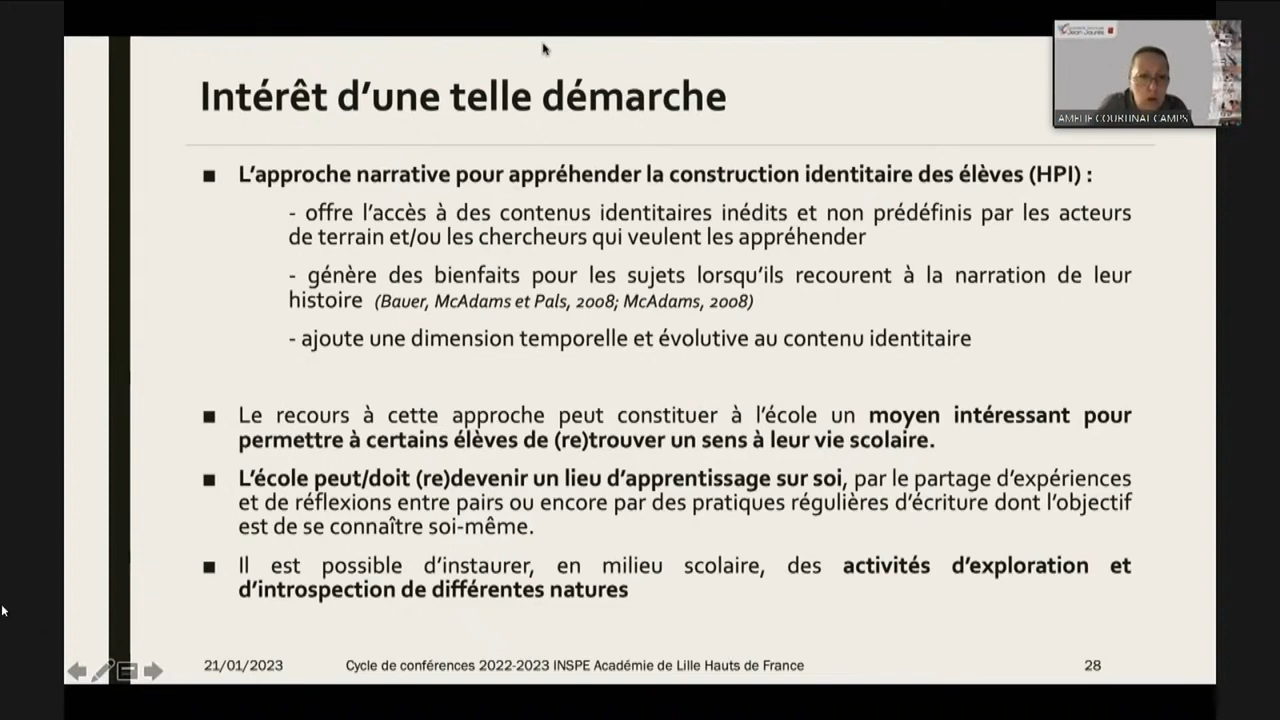 Intérêt d'une telle démarche
Jean Jaurès
AMELIE COURTINAT-CAMPS
■ L'approche narrative pour appréhender la construction identitaire des élèves (HPI) :
- offre l'accès à des contenus identitaires inédits et non prédéfinis par les acteurs
de terrain et/ou les chercheurs qui veulent les appréhender
- génère des bienfaits pour les sujets lorsqu'ils recourent à la narration de leur
histoire (Bauer, McAdams et Pals, 2008; McAdams, 2008)
- ajoute une dimension temporelle et évolutive au contenu identitaire
■ Le recours à cette approche peut constituer à l'école un moyen intéressant pour
permettre à certains élèves de (re)trouver un sens à leur vie scolaire.
■ L'école peut/doit (re)devenir un lieu d'apprentissage sur soi, par le partage d'expériences
et de réflexions entre pairs ou encore par des pratiques régulières d'écriture dont l'objectif
est de se connaître soi-même.
■ Il est possible d'instaurer, en milieu scolaire, des activités d'exploration et
d'introspection de différentes natures
21/01/2023 Cycle de conférences 2022-2023 INSPE Académie de Lille Hauts de France 28